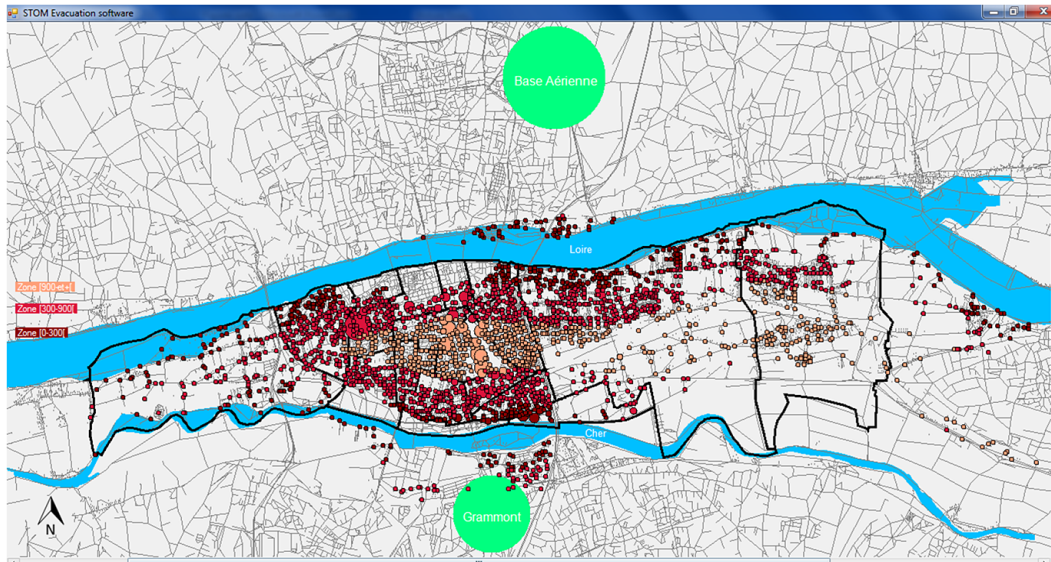 STOM Evacuation software
Base Aérienne
Loire
Zone [900-et+[
Zone [300-900[
Zone [0-300[
Cher
Grammont
N